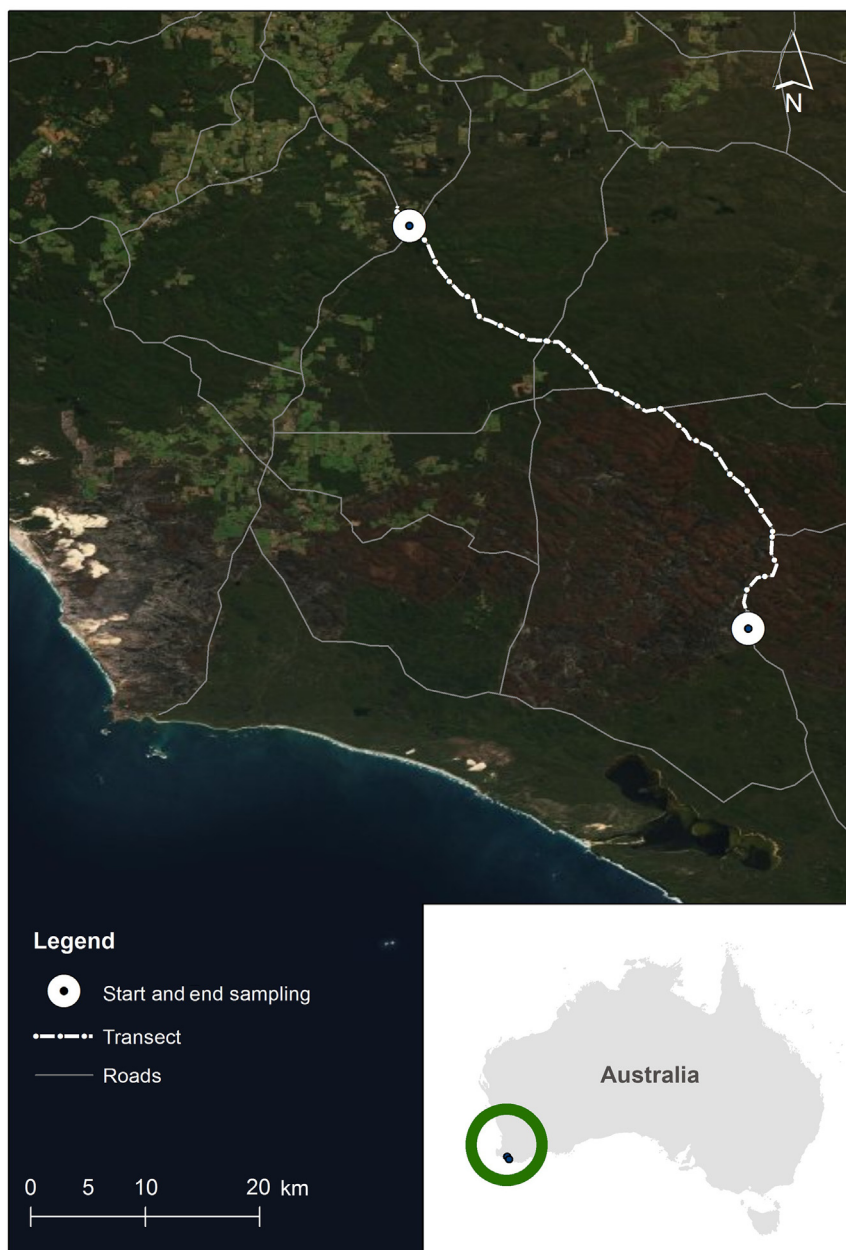 N
Legend
Start and end sampling
Transect
Roads
0 5 10 20 km
Australia